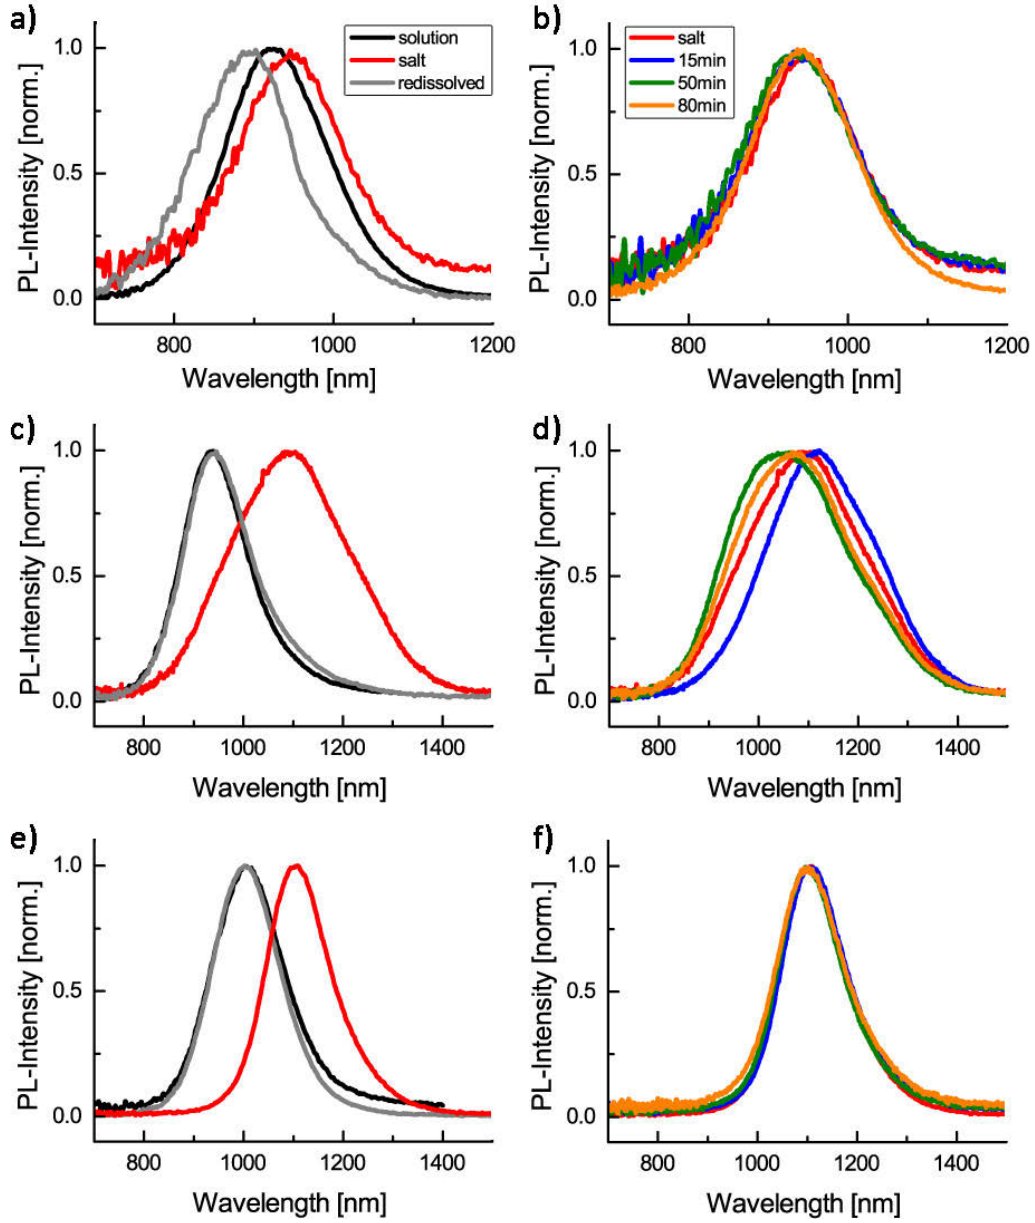 a)
solution
salt
redissolved
1.0
0.5
0.0
PL-Intensity [norm.]
800 1000 1200
Wavelength [nm]
b)
salt
15min
50min
80min
1.0
0.5
0.0
PL-Intensity [norm.]
800 1000 1200
Wavelength [nm]
c)
1.0
0.5
0.0
PL-Intensity [norm.]
800 1000 1200 1400
Wavelength [nm]
d)
1.0
0.5
0.0
PL-Intensity [norm.]
800 1000 1200 1400
Wavelength [nm]
e)
1.0
0.5
0.0
PL-Intensity [norm.]
800 1000 1200 1400
Wavelength [nm]
f)
1.0
0.5
0.0
PL-Intensity [norm.]
800 1000 1200 1400
Wavelength [nm]